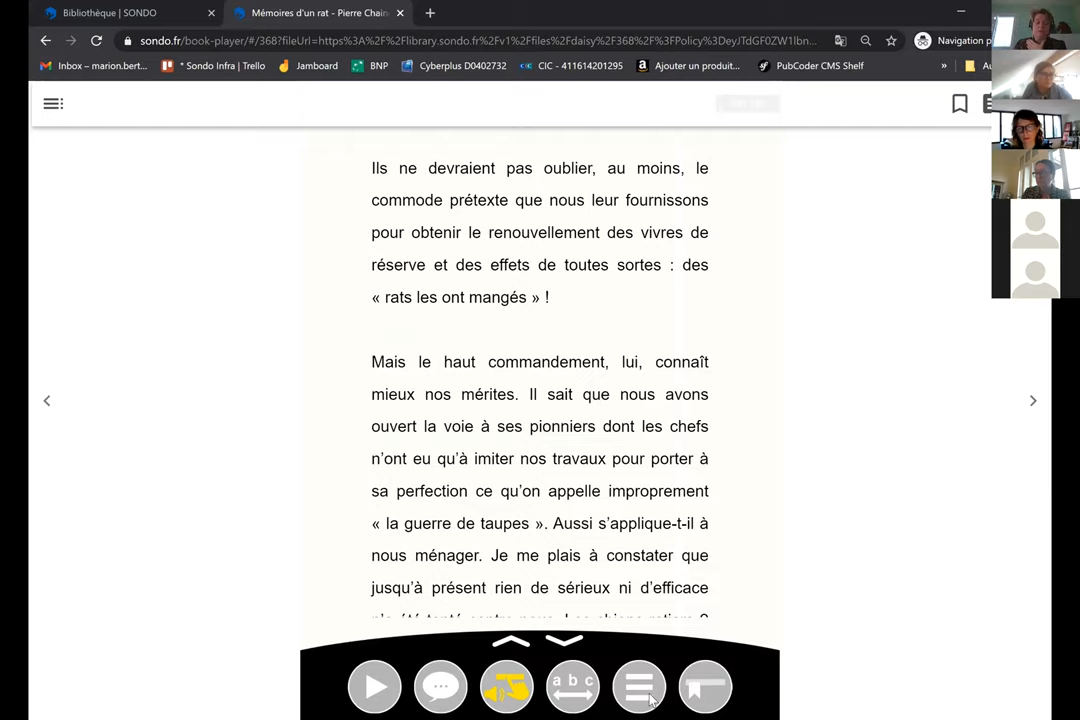 Bibliothèque | SONDO
Mémoires d'un rat - Pierre Chain
sondo.fr/book-player/#/368?fileUrl=https%3A%2F%2Flibrary.sondo.fr%2Fv1%2Ffiles%2Fdaisy%2F368%2F%3FPolicy%3DeyJTdGF0ZW1lbn...
Navigation p
Inbox – marion.bert...
* Sondo Infra | Trello
Jamboard
BNP
Cyberplus D0402732
CIC - 411614201295
Ajouter un produit...
PubCoder CMS Shelf
»
Ils ne devraient pas oublier, au moins, le
commode prétexte que nous leur fournissons
pour obtenir le renouvellement des vivres de
réserve et des effets de toutes sortes : des
« rats les ont mangés » !
Mais le haut commandement, lui, connaît
mieux nos mérites. Il sait que nous avons
ouvert la voie à ses pionniers dont les chefs
n'ont eu qu'à imiter nos travaux pour porter à
sa perfection ce qu'on appelle improprement
« la guerre de taupes ». Aussi s'applique-t-il à
nous ménager. Je me plais à constater que
jusqu'à présent rien de sérieux ni d'efficace
a b c